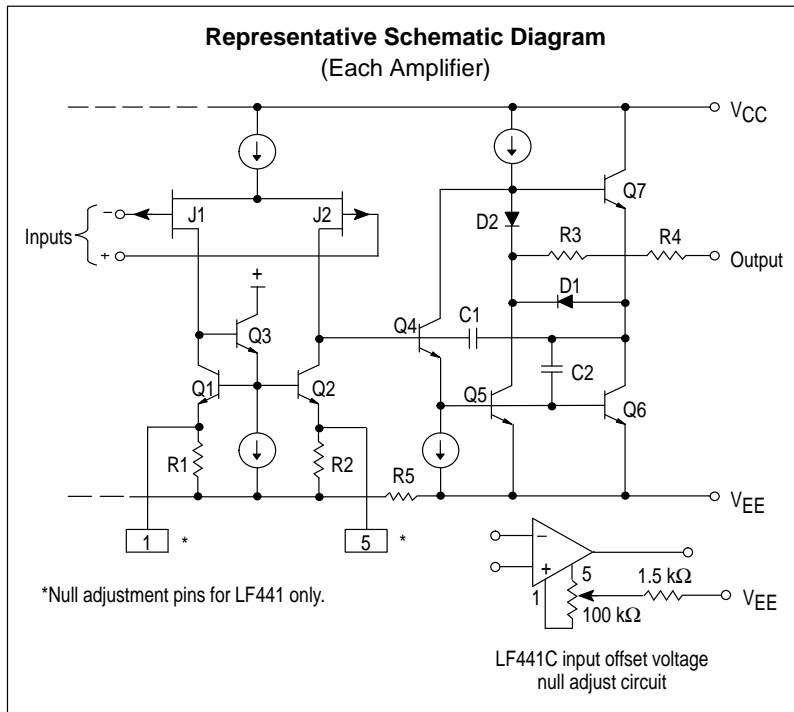 Representative Schematic Diagram
(Each Amplifier)
VCC
Q7
J1
J2
D2
R3
R4
Inputs
−
+
Output
+
D1
C1
Q3
Q4
Q1
Q2
C2
Q5
Q6
R1
R2
R5
VEE
1 *
5 *
*Null adjustment pins for LF441 only.
−
+
5
1
1.5 kΩ
100 kΩ
VEE
LF441C input offset voltage
null adjust circuit